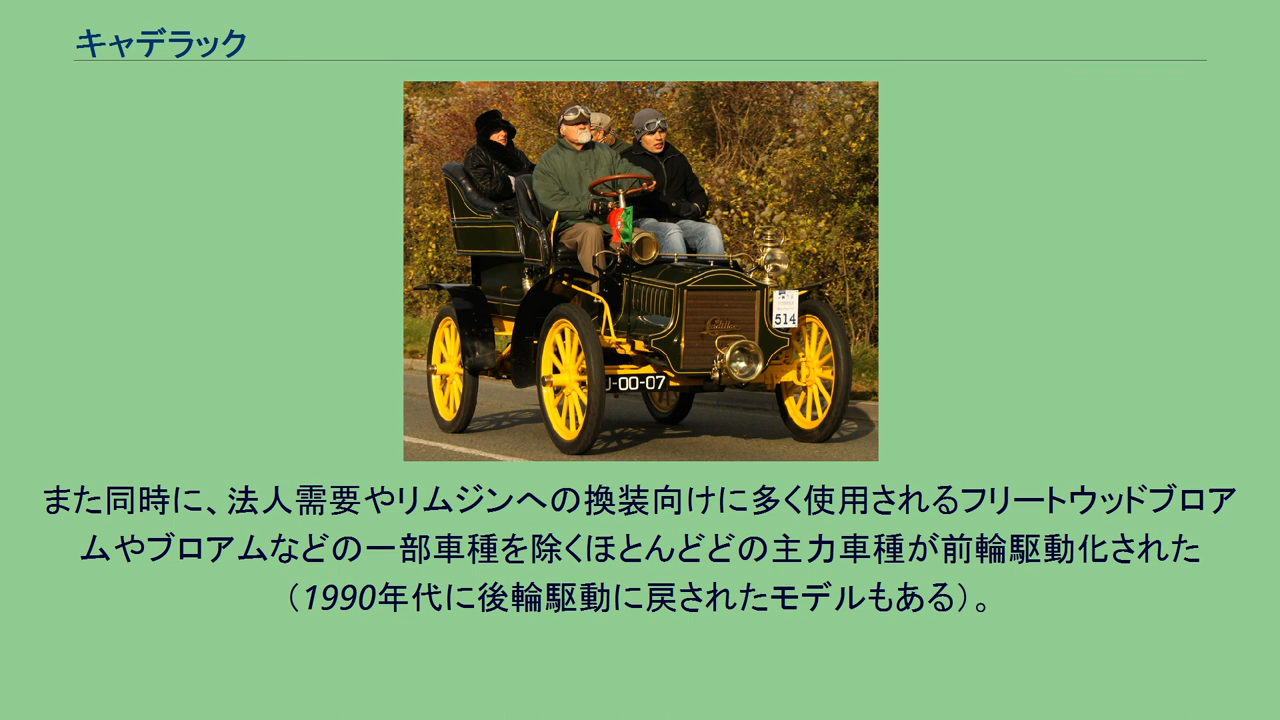 キャデラック
Cadillac
514
J-OO-07
また同時に、法人需要やリムジンへの換装向けに多く使用されるフリートウッドブロア
ムやブロアムなどの一部車種を除くほとんどどの主力車種が前輪駆動化された
（1990年代に後輪駆動に戻されたモデルもある）。